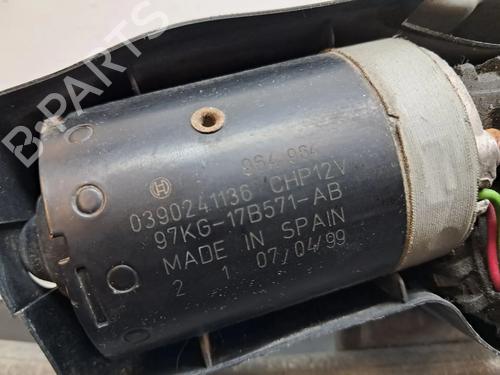 B-PARTS
964 964
0390241136 CHP12V
97KG-17B571-AB
MADE IN SPAIN
2 1 07/04/99